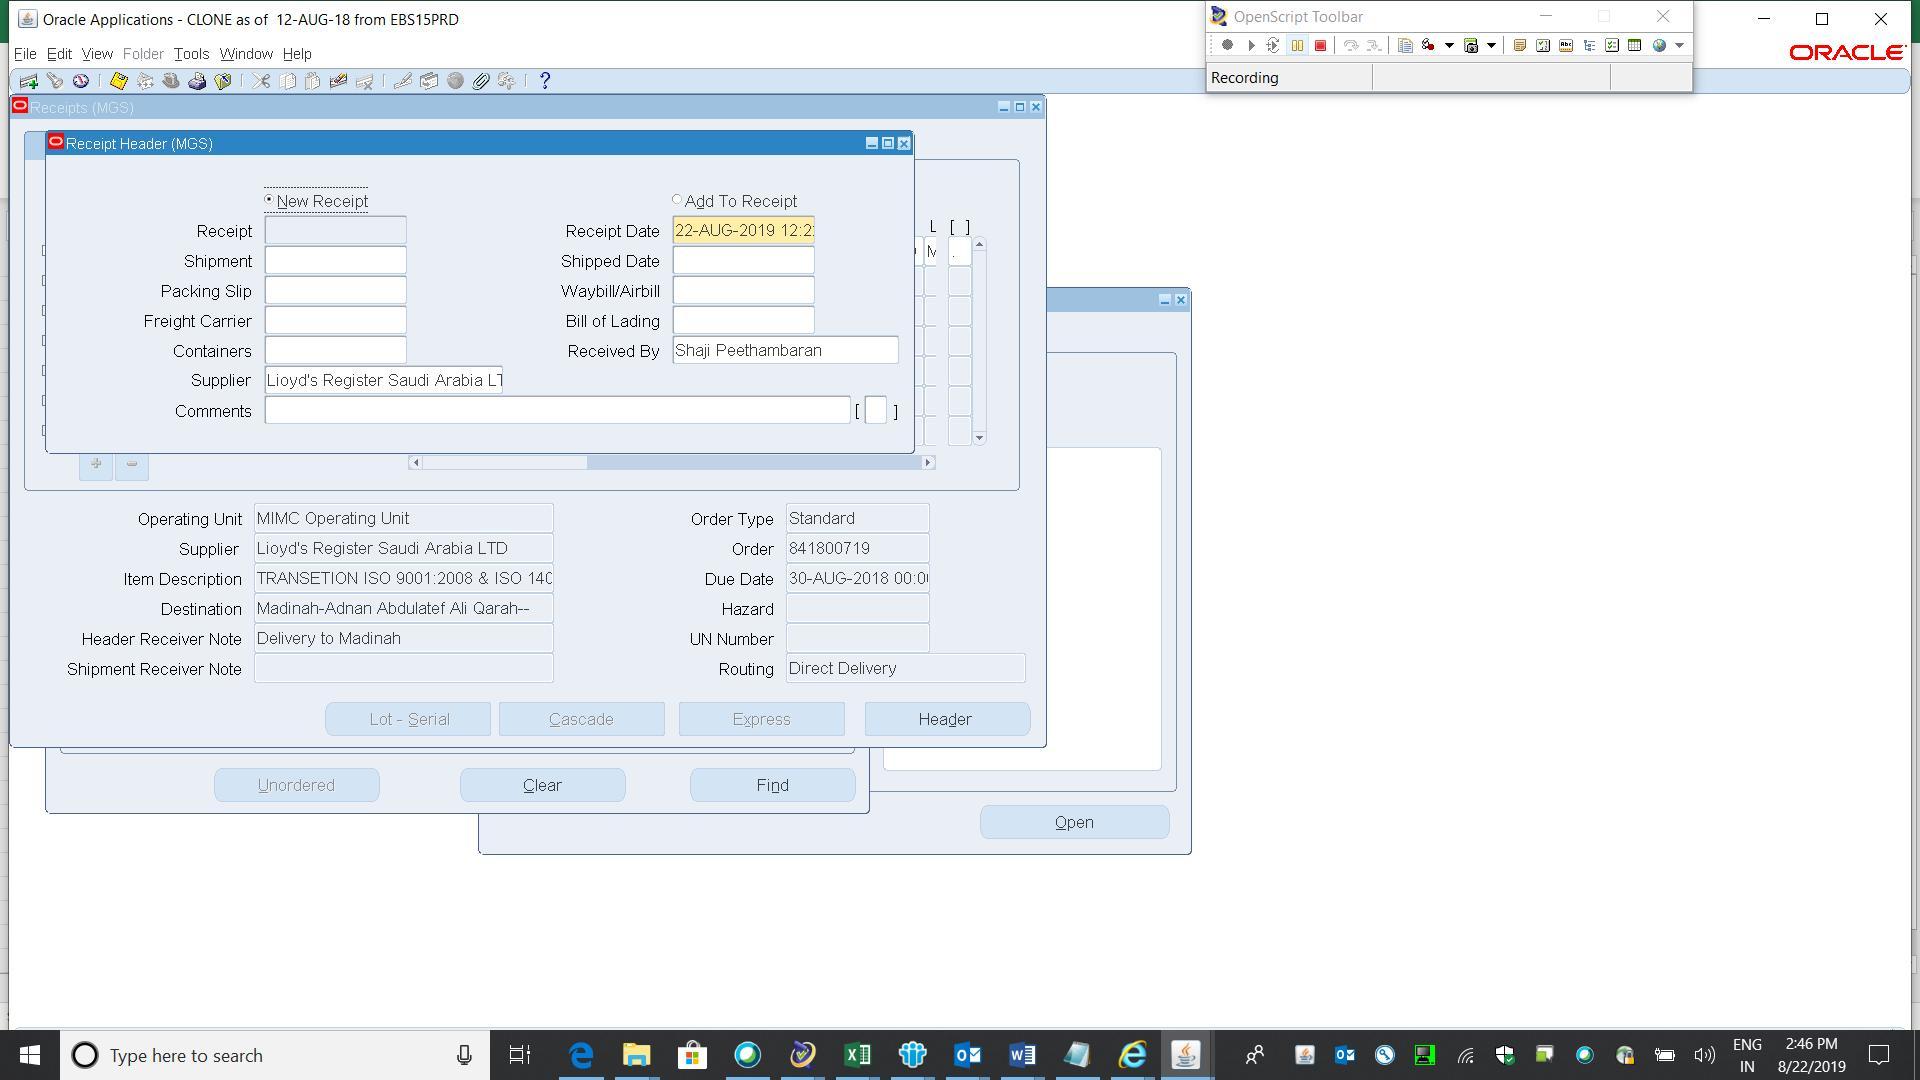 Oracle Applications - CLONE as of 12-AUG-18 from EBS15PRD
OpenScript Toolbar
File Edit View Folder Tools Window Help
ORACLE
Recording
Receipts (MGS)
Receipt Header (MGS)
New Receipt
Add To Receipt
Receipt
Receipt Date 22-AUG-2019 12:2
L [ ]
Shipment
Shipped Date
M .
Packing Slip
Waybill/Airbill
Freight Carrier
Bill of Lading
Containers
Received By Shaji Peethambaran
Supplier Lioyd's Register Saudi Arabia LT
Comments [ ]
Operating Unit MIMC Operating Unit
Order Type Standard
Supplier Lioyd's Register Saudi Arabia LTD
Order 841800719
Item Description TRANSETION ISO 9001:2008 & ISO 140
Due Date 30-AUG-2018 00:0
Destination Madinah-Adnan Abdulatef Ali Qarah--
Hazard
Header Receiver Note Delivery to Madinah
UN Number
Shipment Receiver Note
Routing Direct Delivery
Lot - Serial Cascade Express Header
Unordered Clear Find
Open
Type here to search
ENG
IN
2:46 PM
8/22/2019